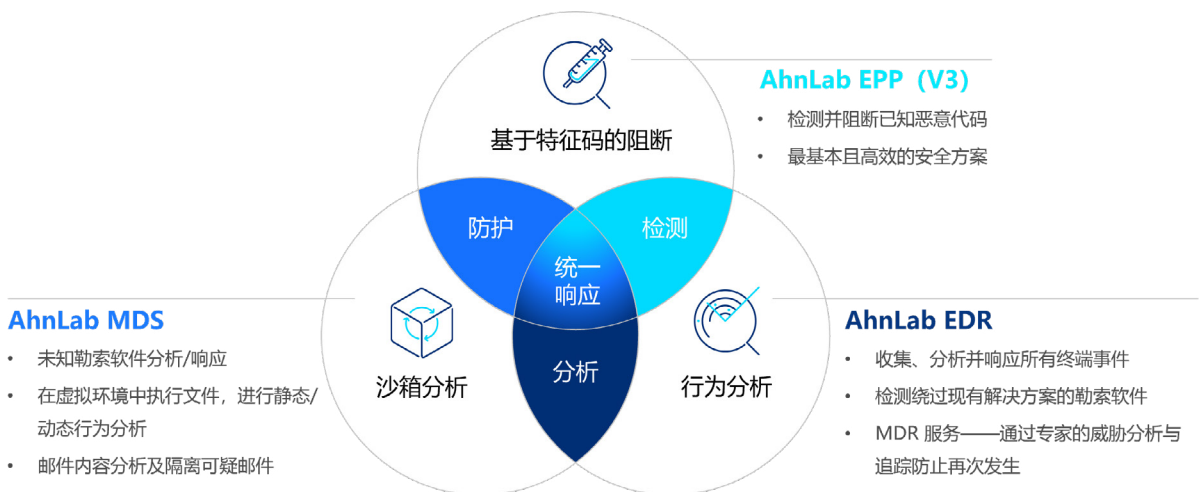 AhnLab EPP（V3）
• 检测并阻断已知恶意代码
• 最基本且高效的安全方案
基于特征码的阻断
防护
检测
统一
响应
分析
沙箱分析
行为分析
AhnLab MDS
• 未知勒索软件分析/响应
• 在虚拟环境中执行文件，进行静态/
动态行为分析
• 邮件内容分析及隔离可疑邮件
AhnLab EDR
• 收集、分析并响应所有终端事件
• 检测绕过现有解决方案的勒索软件
• MDR 服务——通过专家的威胁分析与
追踪防止再次发生